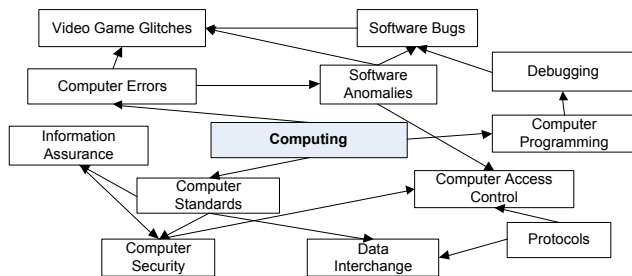 Video Game Glitches
Software Bugs
Computer Errors
Software
Anomalies
Debugging
Information
Assurance
Computing
Computer
Programming
Computer
Standards
Computer Access
Control
Computer
Security
Data
Interchange
Protocols